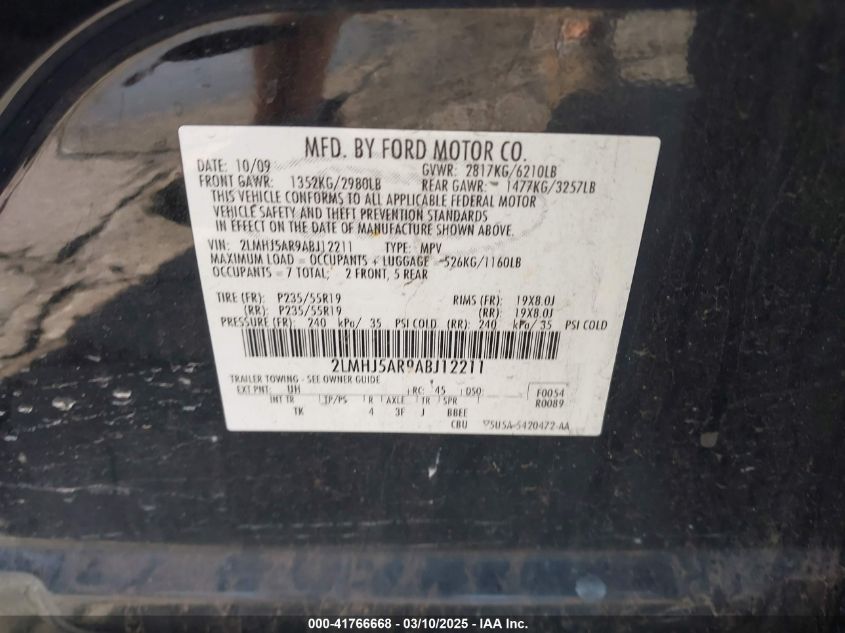 MFD. BY FORD MOTOR CO.
DATE: 10/09 GVWR: 2817KG/6210LB
FRONT GAWR: 1352KG/2980LB REAR GAWR: 1477KG/3257LB
THIS VEHICLE CONFORMS TO ALL APPLICABLE FEDERAL MOTOR
VEHICLE SAFETY AND THEFT PREVENTION STANDARDS
IN EFFECT ON THE DATE OF MANUFACTURE SHOWN ABOVE.
VIN: 2LMHJ5AR9ABJ12211 TYPE: MPV
MAXIMUM LOAD = OCCUPANTS + LUGGAGE = 526KG/1160LB
OCCUPANTS = 7 TOTAL; 2 FRONT, 5 REAR
TIRE (FR): P235/55R19 RIMS (FR): 19X8.0J
(RR): P235/55R19 (RR): 19X8.0J
PRESSURE (FR): 240 kPa/ 35 PSI COLD (RR): 240 kPa/ 35 PSI COLD
2LMHJ5AR9ABJ12211
TRAILER TOWING - SEE OWNER GUIDE
EXT PNT: UH RC: 45 DSO: F0054
INT TR TP/PS R AXLE TR SPR R0089
TK 4 3F J BBEE
CBU 5U5A-5420472-AA
000-41766668 - 03/10/2025 - IAA Inc.